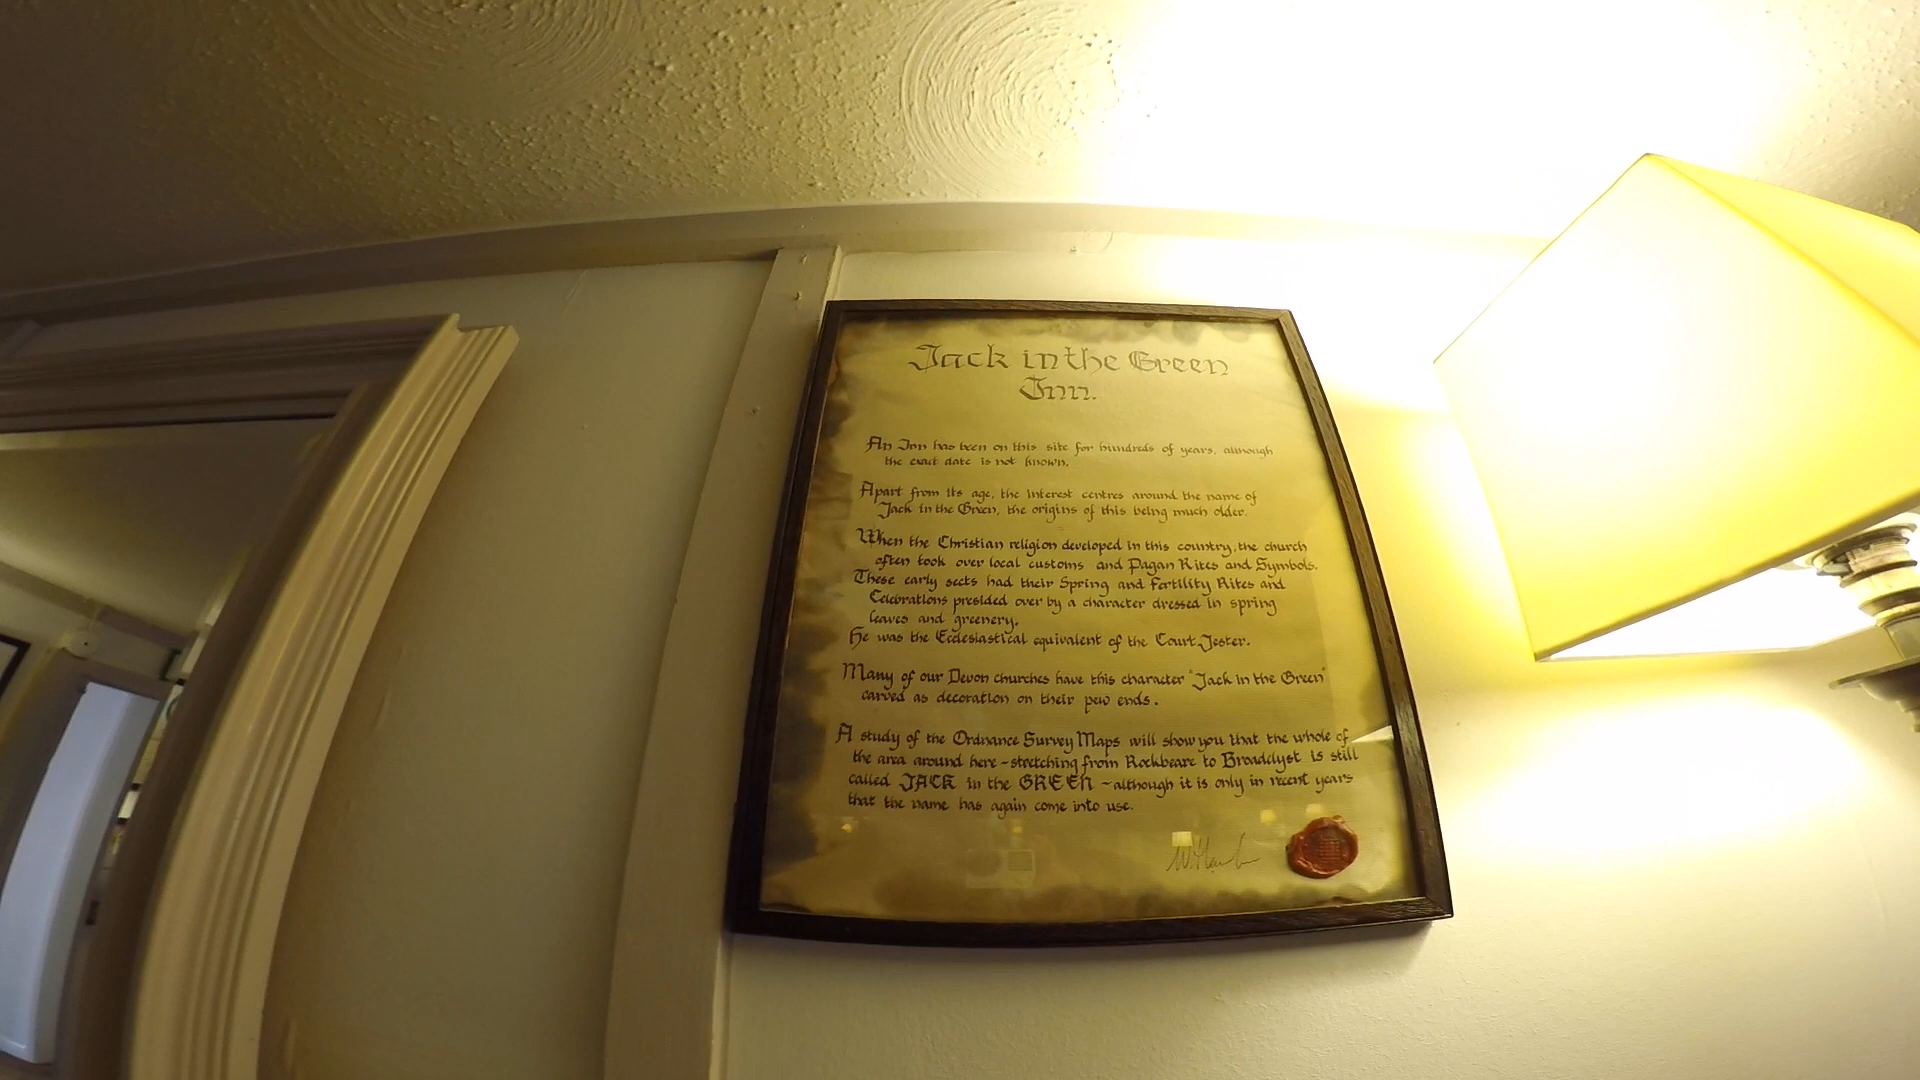 Jack in the Green
Inn.
An Inn has been on this site for hundreds of years, although
the exact date is not known.
Apart from its age, the interest centres around the name of
Jack in the Green, the origins of this being much older.
When the Christian religion developed in this country, the church
often took over local customs and Pagan Rites and Symbols.
These early sects had their Spring and Fertility Rites and
Celebrations presided over by a character dressed in spring
leaves and greenery.
He was the Ecclesiastical equivalent of the Court Jester.
Many of our Devon churches have this character "Jack in the Green"
carved as decoration on their pew ends.
A study of the Ordnance Survey Maps will show you that the whole of
the area around here - stretching from Rockbeare to Broadclyst is still
called JACK in the GREEN - although it is only in recent years
that the name has again come into use.